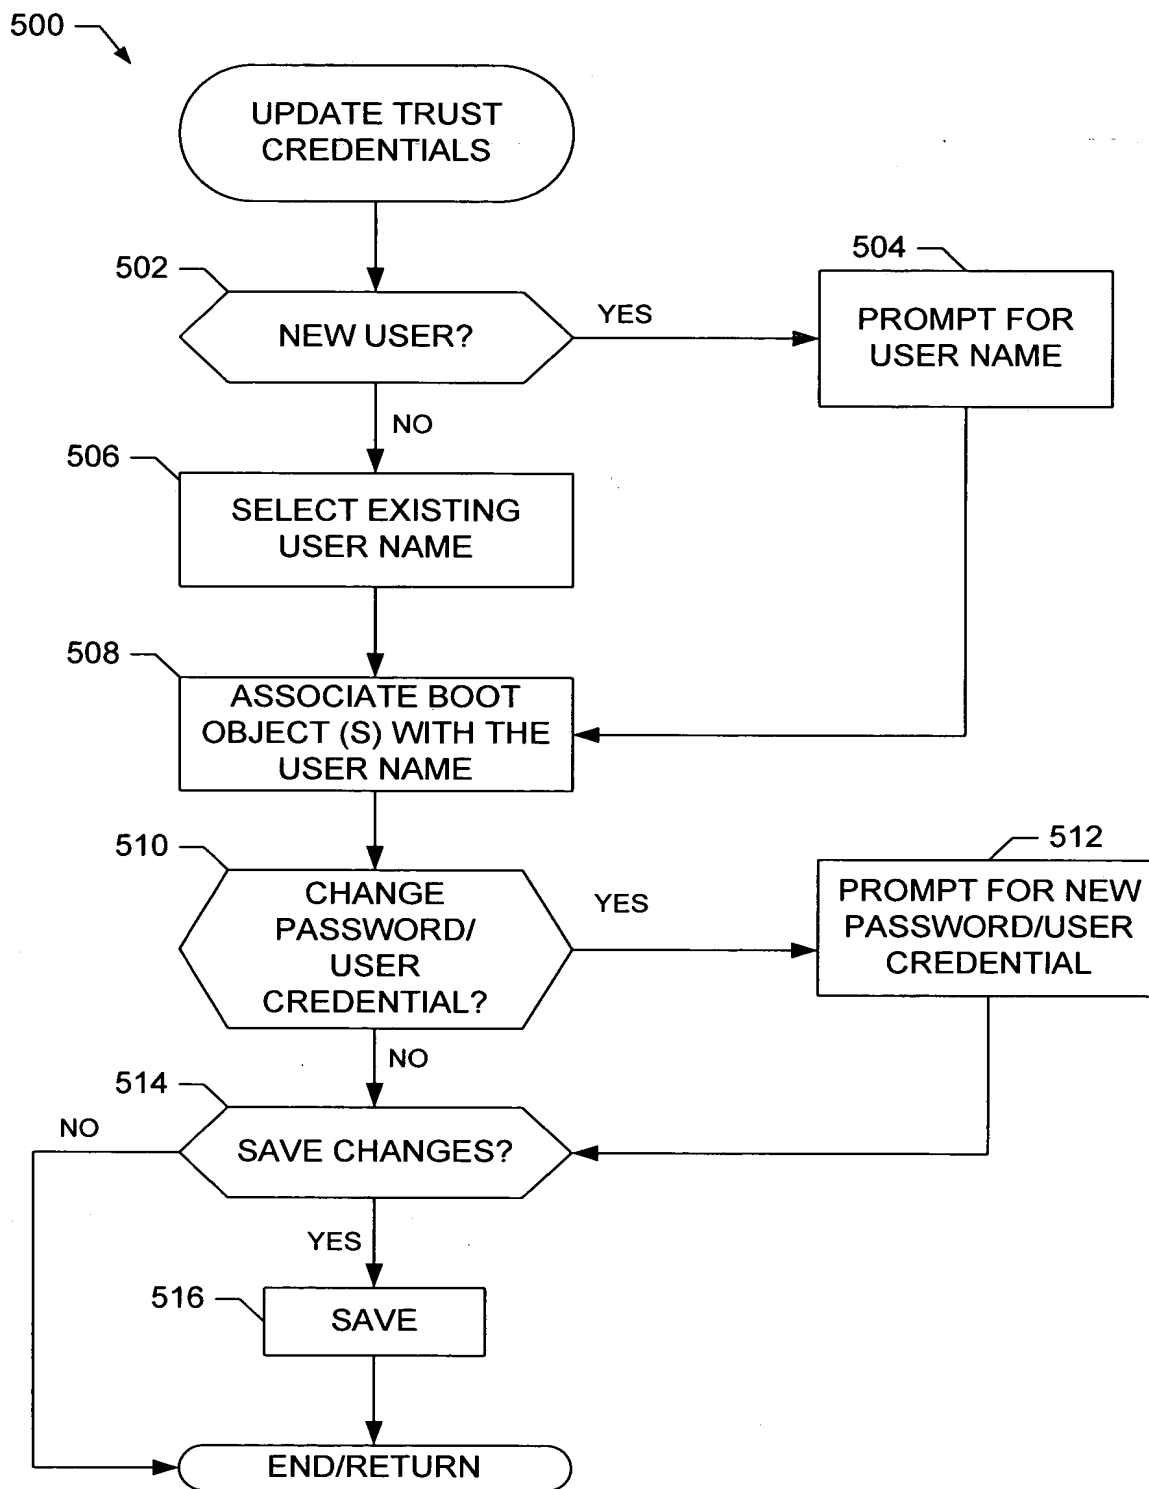 500
UPDATE TRUST
CREDENTIALS
502
NEW USER?
YES
504
PROMPT FOR
USER NAME
NO
506
SELECT EXISTING
USER NAME
508
ASSOCIATE BOOT
OBJECT (S) WITH THE
USER NAME
510
CHANGE
PASSWORD/
USER
CREDENTIAL?
YES
512
PROMPT FOR NEW
PASSWORD/USER
CREDENTIAL
NO
514
SAVE CHANGES?
NO
YES
516
SAVE
END/RETURN